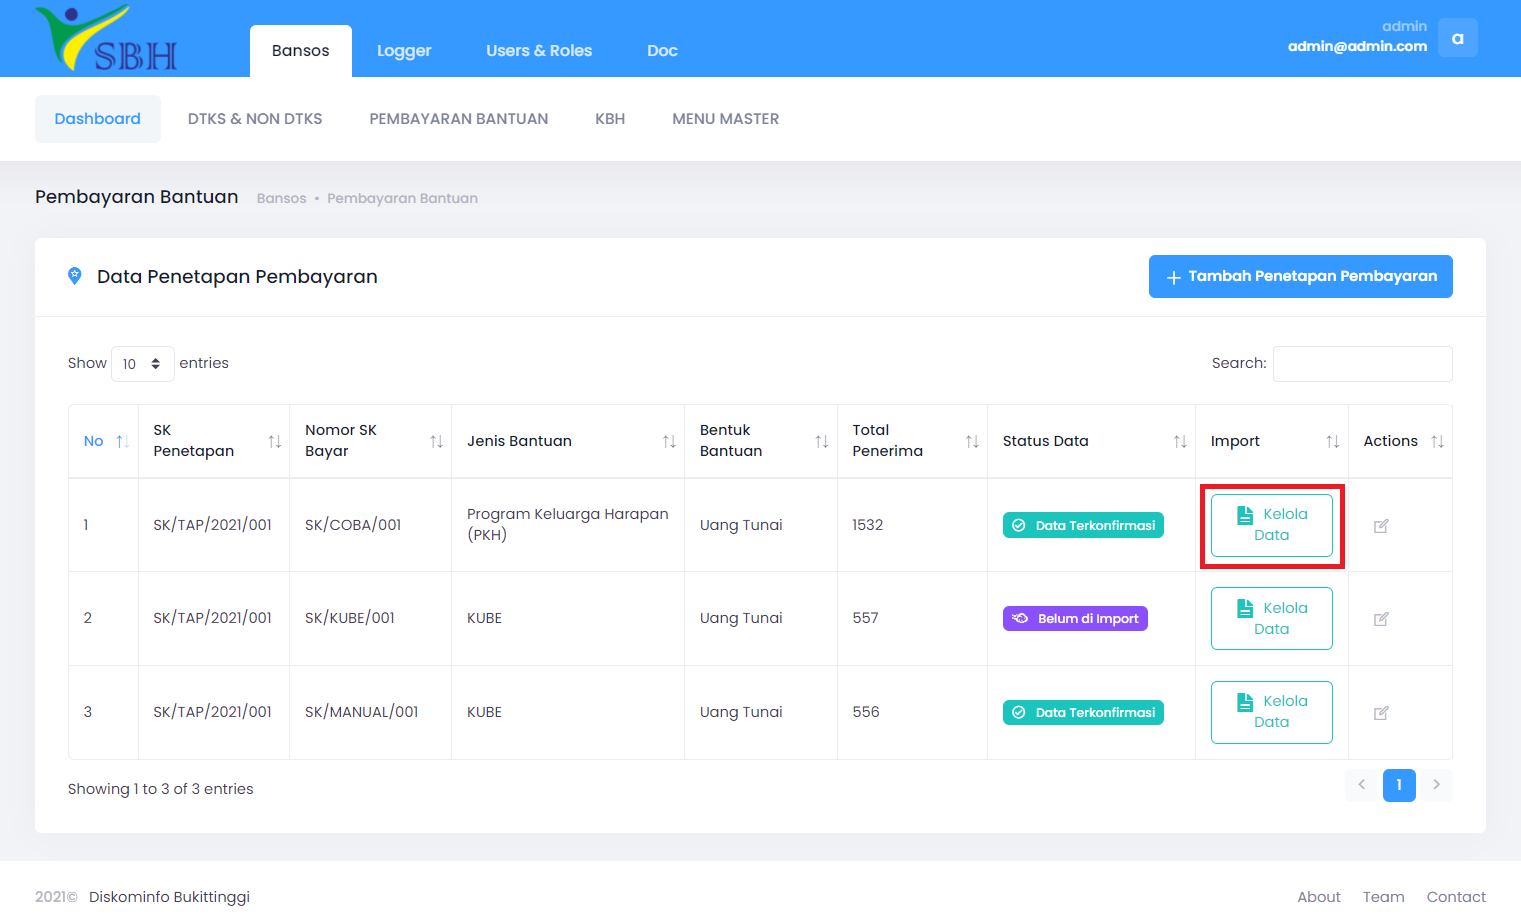 SBH
Bansos
Logger
Users & Roles
Doc
admin
admin@admin.com
a
Dashboard
DTKS & NON DTKS
PEMBAYARAN BANTUAN
KBH
MENU MASTER
Pembayaran Bantuan
Bansos • Pembayaran Bantuan
Data Penetapan Pembayaran
Tambah Penetapan Pembayaran
Show 10 entries
Search:
No
SK
Penetapan
Nomor SK
Bayar
Jenis Bantuan
Bentuk
Bantuan
Total
Penerima
Status Data
Import
Actions
1
SK/TAP/2021/001
SK/COBA/001
Program Keluarga Harapan
(PKH)
Uang Tunai
1532
Data Terkonfirmasi
Kelola
Data
2
SK/TAP/2021/001
SK/KUBE/001
KUBE
Uang Tunai
557
Belum di Import
Kelola
Data
3
SK/TAP/2021/001
SK/MANUAL/001
KUBE
Uang Tunai
556
Data Terkonfirmasi
Kelola
Data
Showing 1 to 3 of 3 entries
1
2021© Diskominfo Bukittinggi
About
Team
Contact